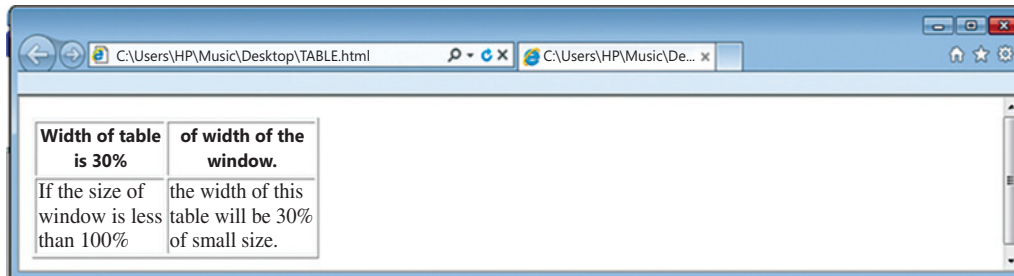 C:\Users\HP\Music\Desktop\TABLE.html
C:\Users\HP\Music\De...
Width of table
is 30%
of width of the
window.
If the size of
window is less
than 100%
the width of this
table will be 30%
of small size.